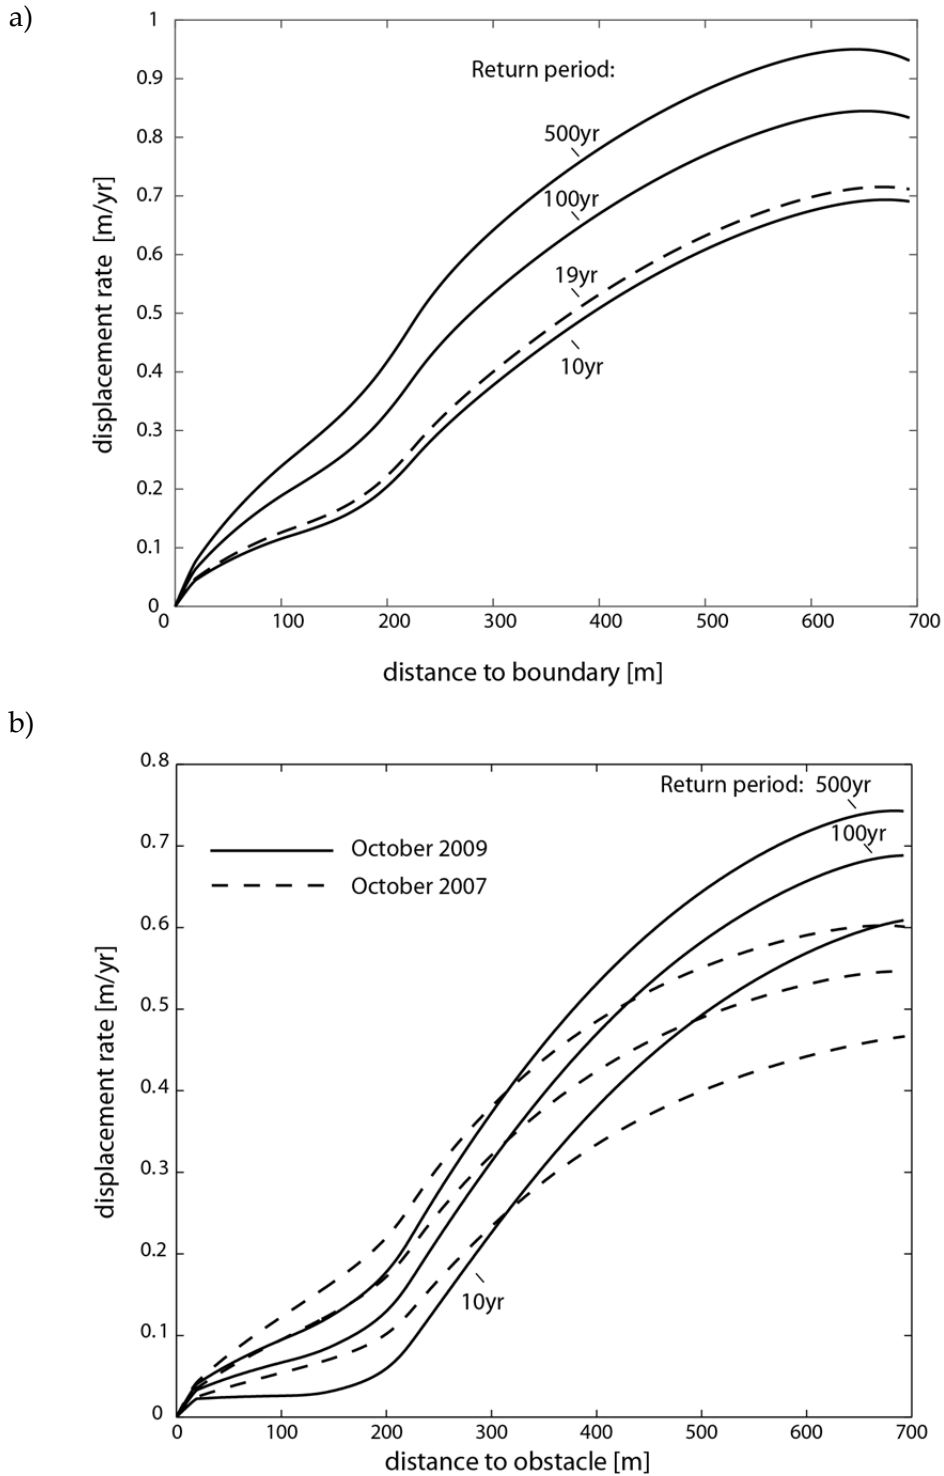 a)
1
0.9
Return period:
0.8
500yr
0.7
100yr
0.6
19yr
0.5
0.4
10yr
0.3
0.2
0.1
0
displacement rate [m/yr]
0 100 200 300 400 500 600 700
distance to boundary [m]
b)
0.8
Return period: 500yr
100yr
0.7
October 2009
October 2007
0.6
0.5
0.4
0.3
0.2
10yr
0.1
0
displacement rate [m/yr]
0 100 200 300 400 500 600 700
distance to obstacle [m]